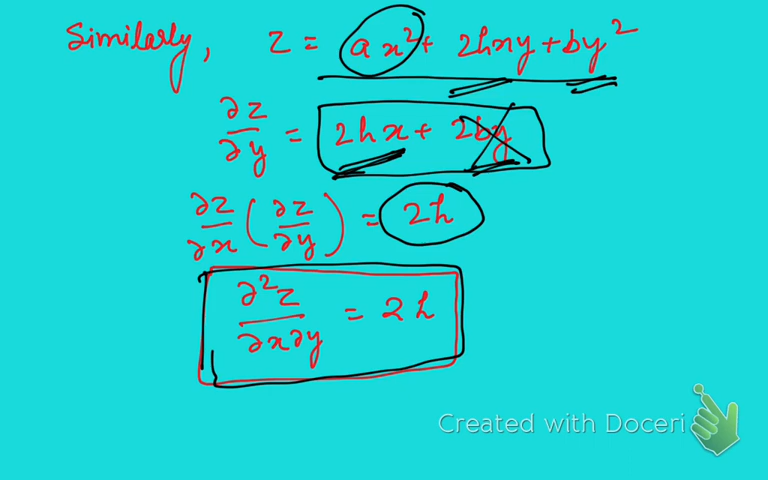 Similarly, z = ax² + 2hxy + by²
∂z/∂y = 2hx + 2by
∂z/∂x (∂z/∂y) = 2h
∂²z/∂x∂y = 2h
Created with Doceri